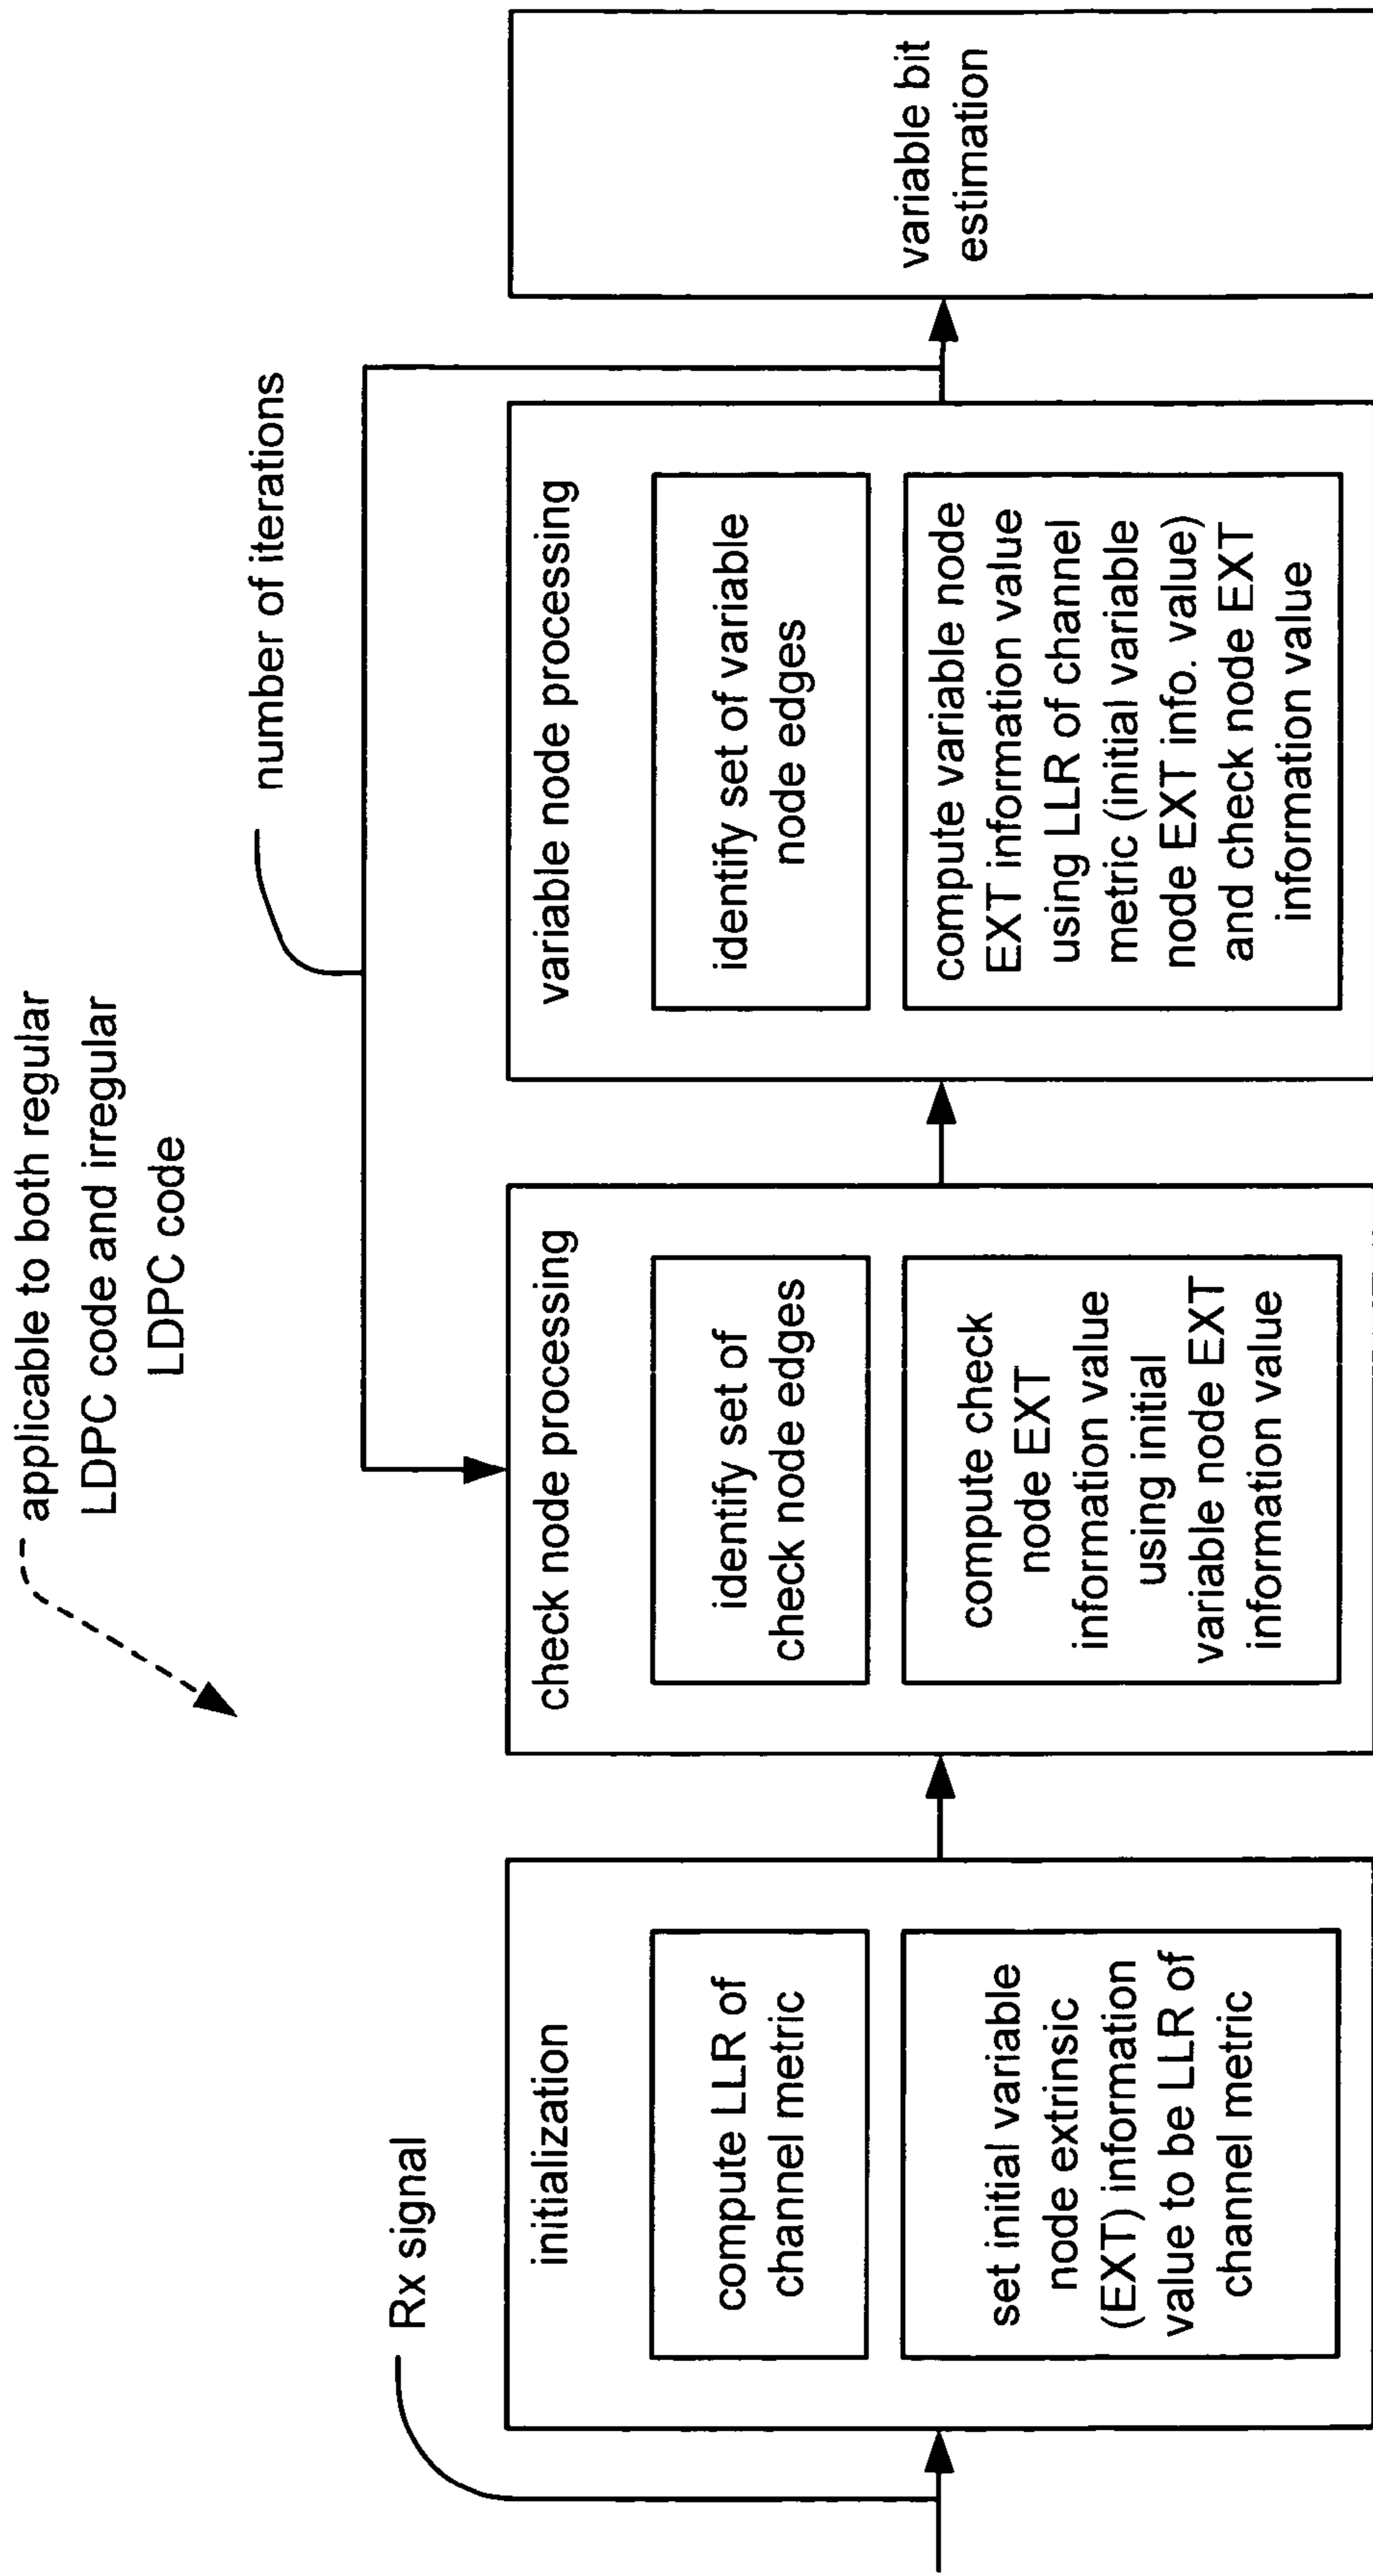 applicable to both regular
LDPC code and irregular
LDPC code
number of iterations
Rx signal
initialization
compute LLR of
channel metric
set initial variable
node extrinsic
(EXT) information
value to be LLR of
channel metric
check node processing
identify set of
check node edges
compute check
node EXT
information value
using initial
variable node EXT
information value
variable node processing
identify set of variable
node edges
compute variable node
EXT information value
using LLR of channel
metric (initial variable
node EXT info. value)
and check node EXT
information value
variable bit
estimation